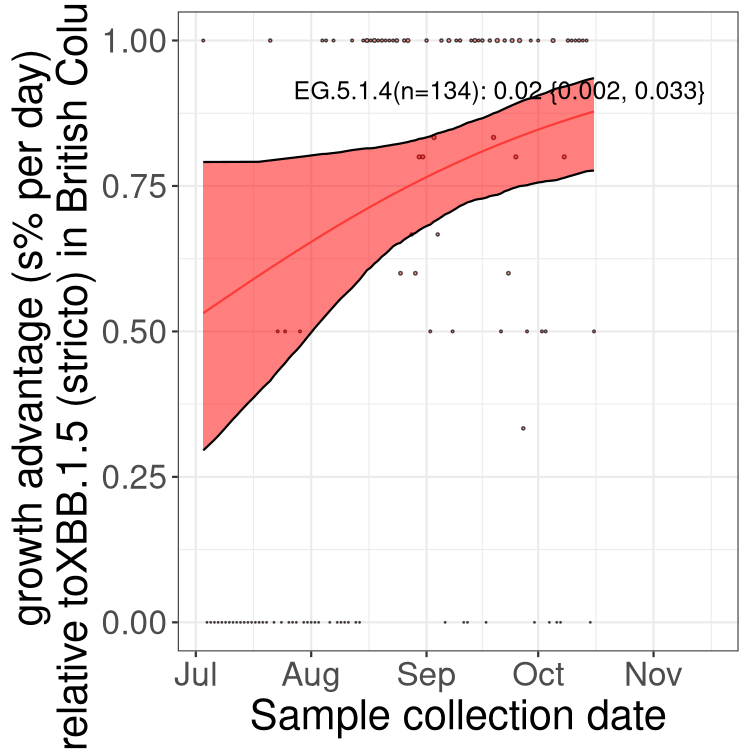 growth advantage (s% per day)
relative toXBB.1.5 (stricto) in British Colu
1.00
0.75
0.50
0.25
0.00
EG.5.1.4(n=134): 0.02 {0.002, 0.033}
Jul Aug Sep Oct Nov
Sample collection date